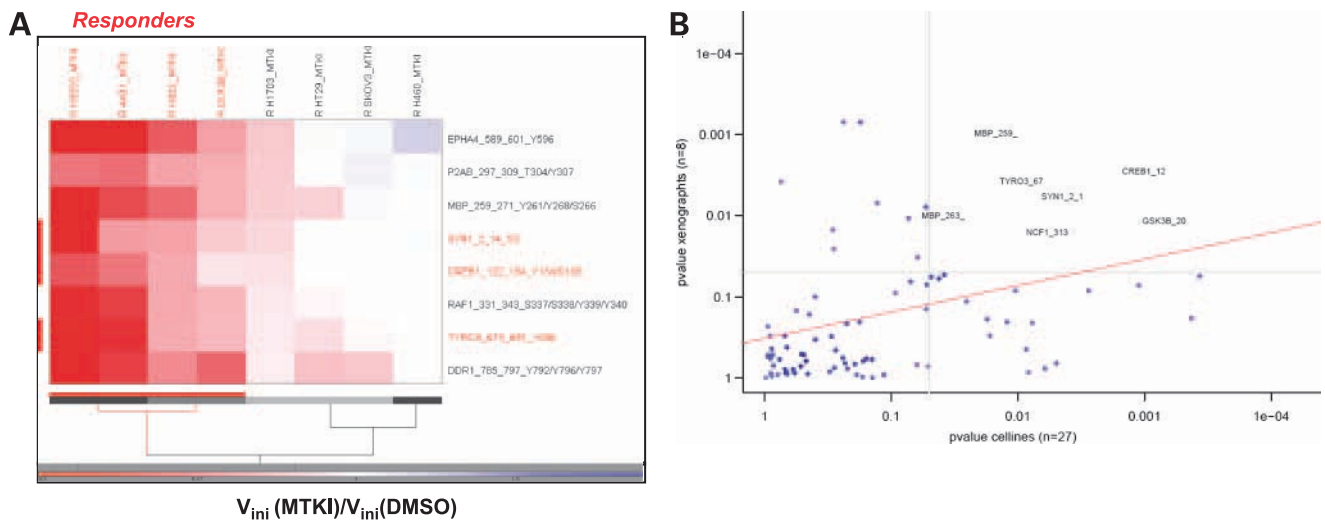 A
Responders
R H1703_MTKI
R HT29_MTKI
R SKOV3_MTKI
R H460_MTKI
EPHA4_589_601_Y596
P2AB_297_309_T304/Y307
MBP_259_271_Y261/Y268/S266
RAF1_331_343_S337/S338/Y339/Y340
DDR1_785_797_Y792/Y796/Y797
Vini (MTKI)/Vini(DMSO)
B
pvalue xenographts (n=8)
1e-04
0.001
0.01
0.1
1
MBP_259_
CREB1_12
TYRO3_67
SYN1_2_1
MBP_263_
GSK3B_20
NCF1_313
1
0.1
0.01
0.001
1e-04
pvalue cellines (n=27)